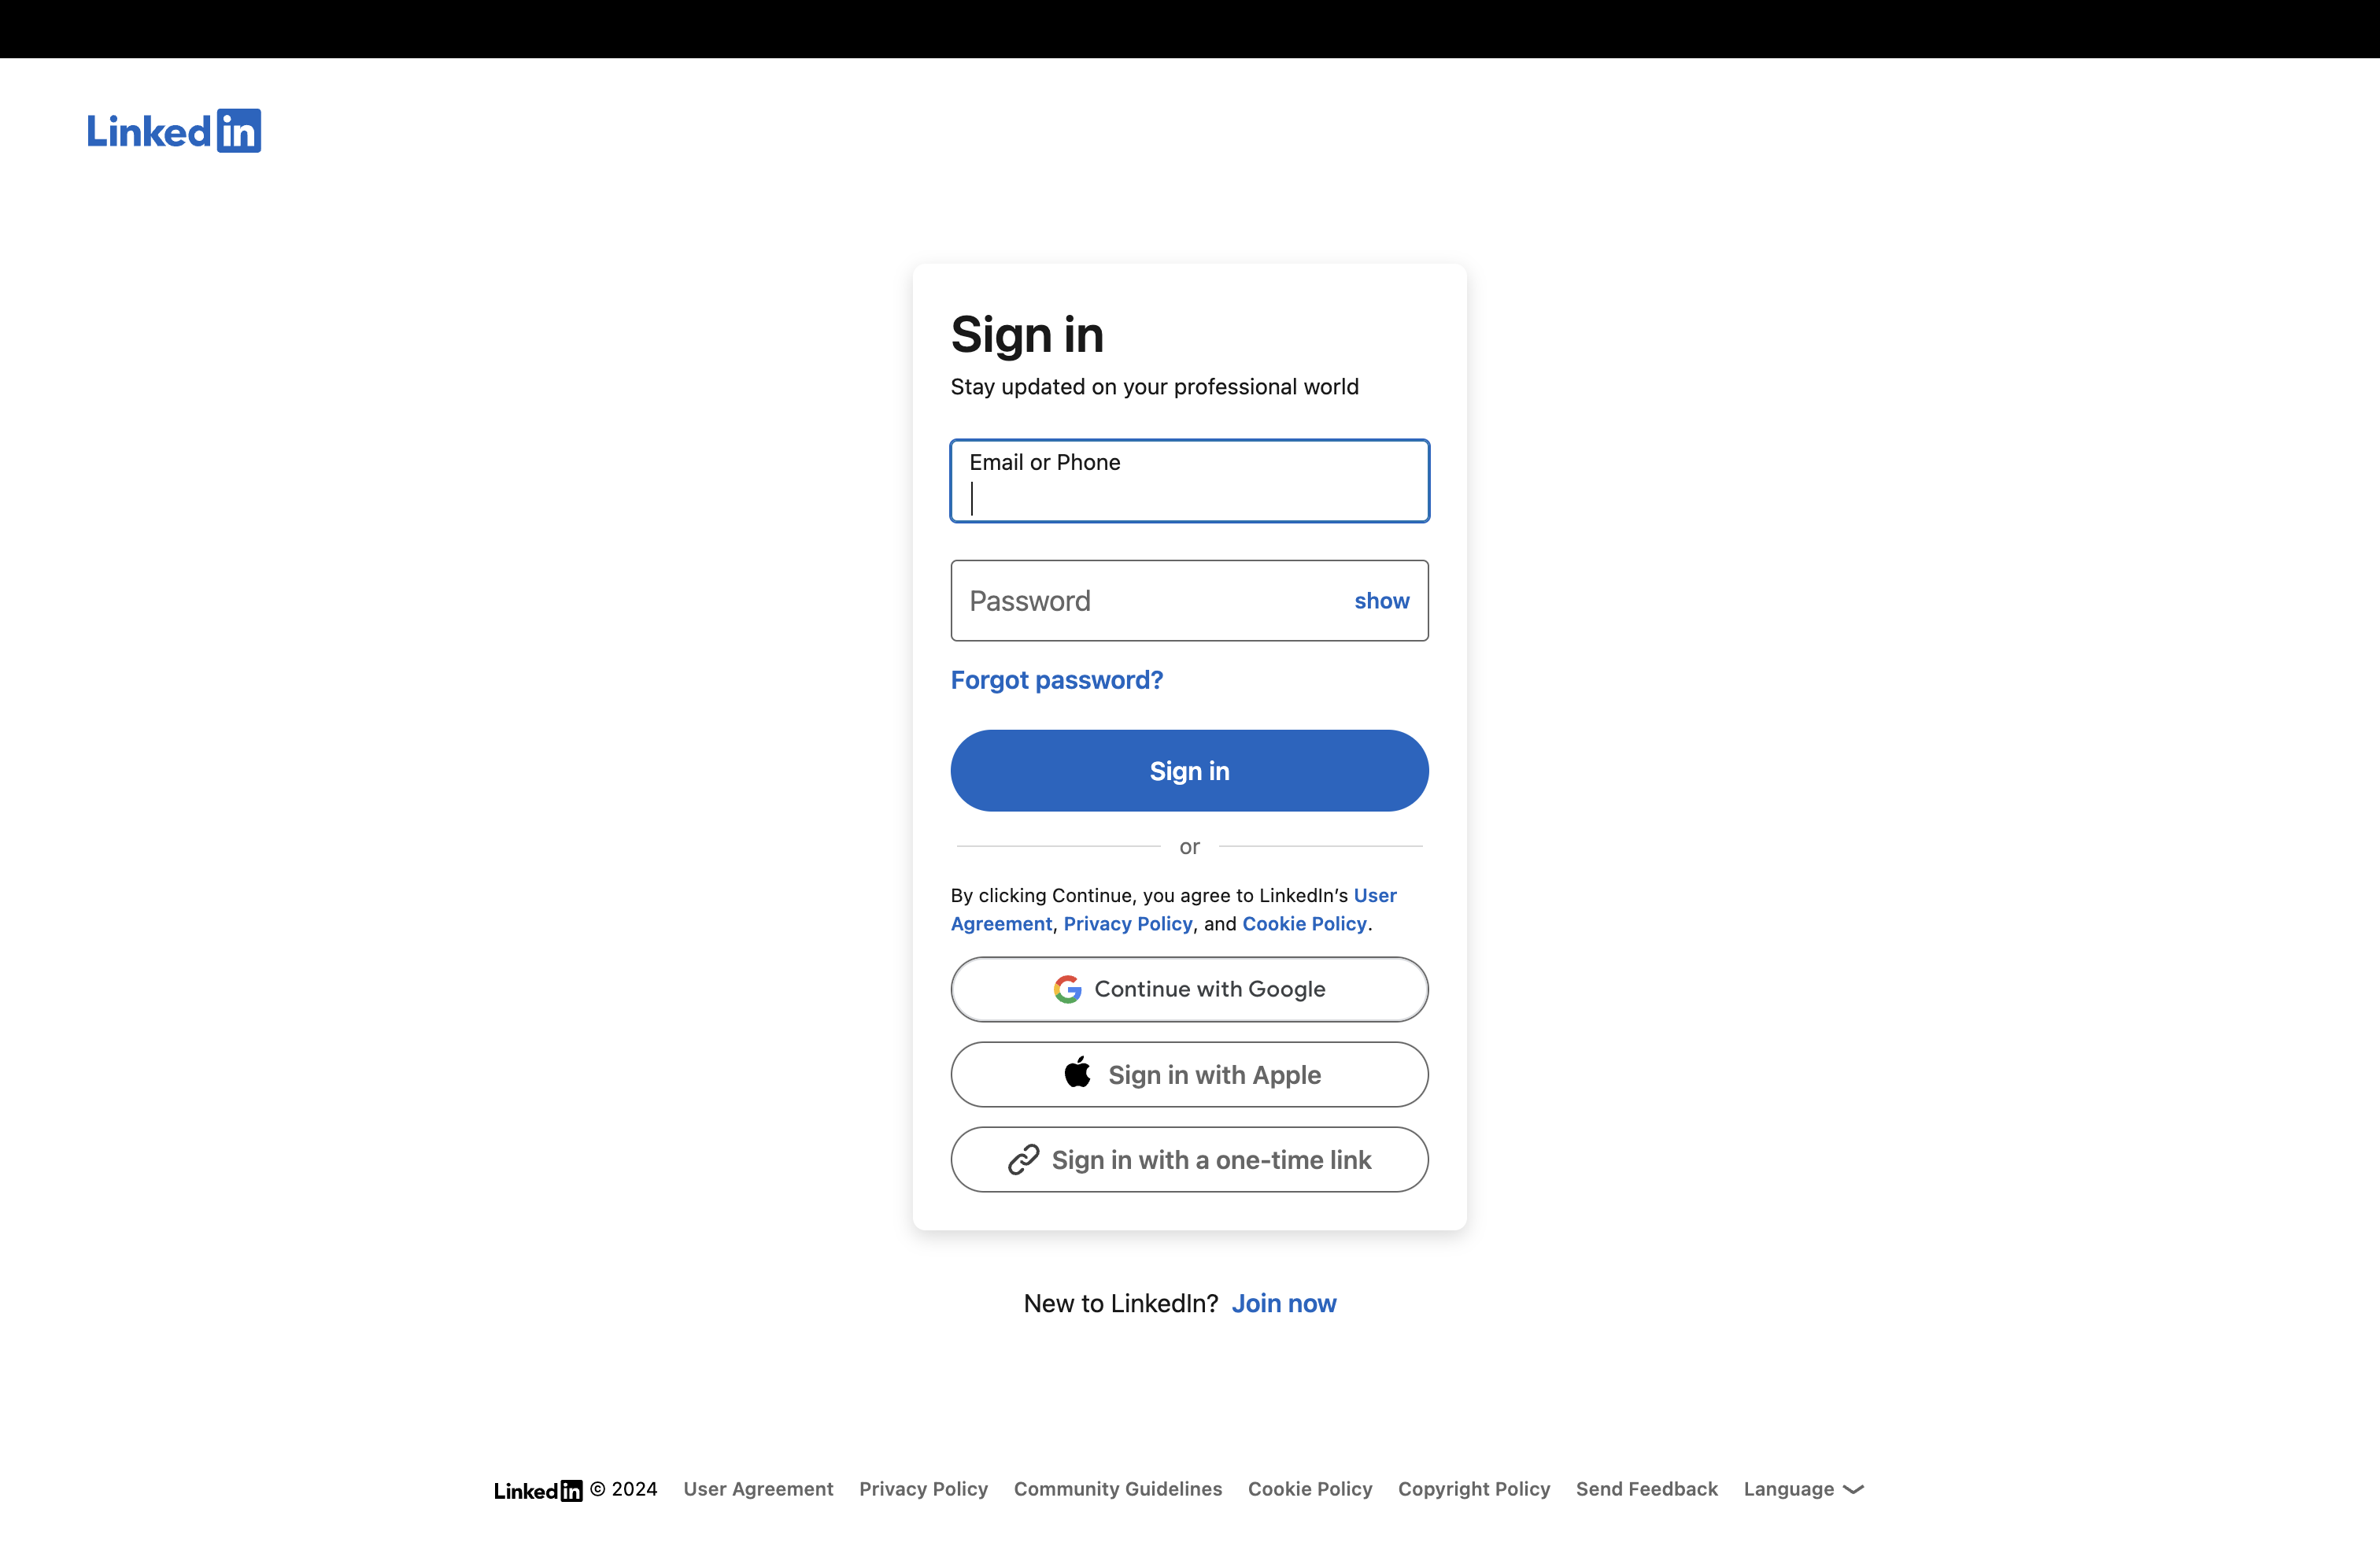 LinkedIn
Sign in
Stay updated on your professional world
Email or Phone
Password show
Forgot password?
Sign in
or
By clicking Continue, you agree to LinkedIn’s User
Agreement, Privacy Policy, and Cookie Policy.
Continue with Google
Sign in with Apple
Sign in with a one-time link
New to LinkedIn? Join now
LinkedIn © 2024 User Agreement Privacy Policy Community Guidelines Cookie Policy Copyright Policy Send Feedback Language